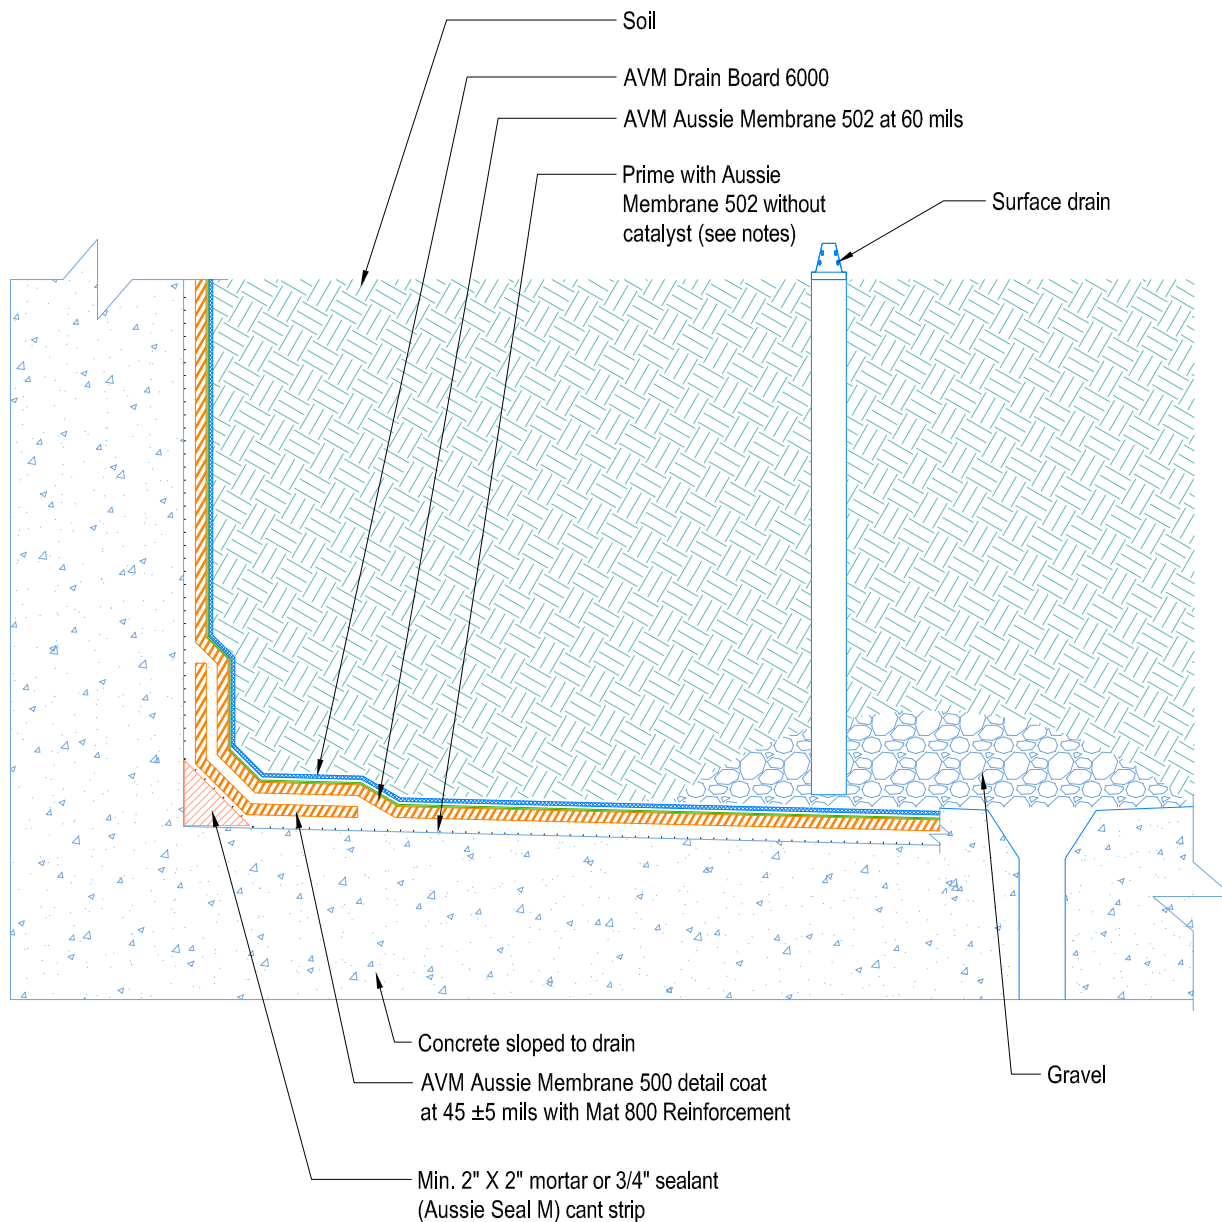 Soil
AVM Drain Board 6000
AVM Aussie Membrane 502 at 60 mils
Prime with Aussie
Membrane 502 without
catalyst (see notes)
Surface drain
Concrete sloped to drain
AVM Aussie Membrane 500 detail coat
at 45 ±5 mils with Mat 800 Reinforcement
Gravel
Min. 2" X 2" mortar or 3/4" sealant
(Aussie Seal M) cant strip